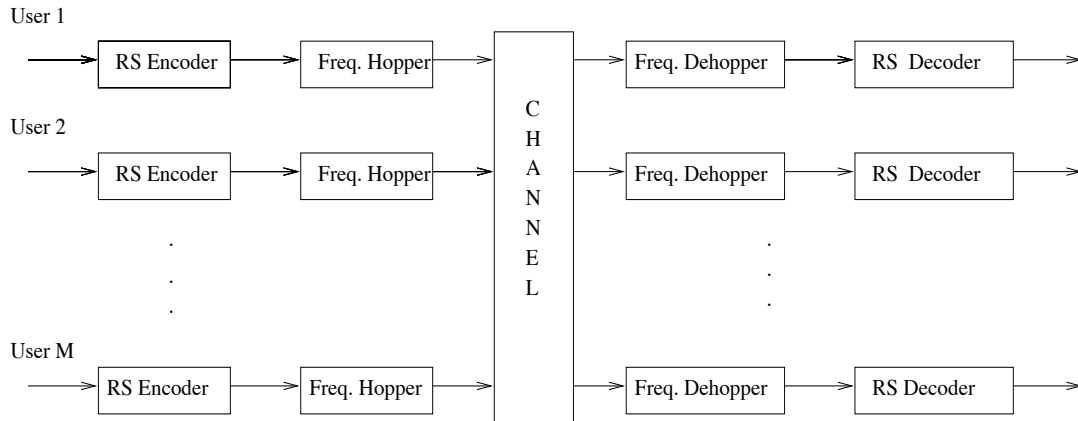 User 1
RS Encoder
Freq. Hopper
Freq. Dehopper
RS Decoder
User 2
RS Encoder
Freq. Hopper
Freq. Dehopper
RS Decoder
C
H
A
N
N
E
L
.
.
.
.
.
.
User M
RS Encoder
Freq. Hopper
Freq. Dehopper
RS Decoder